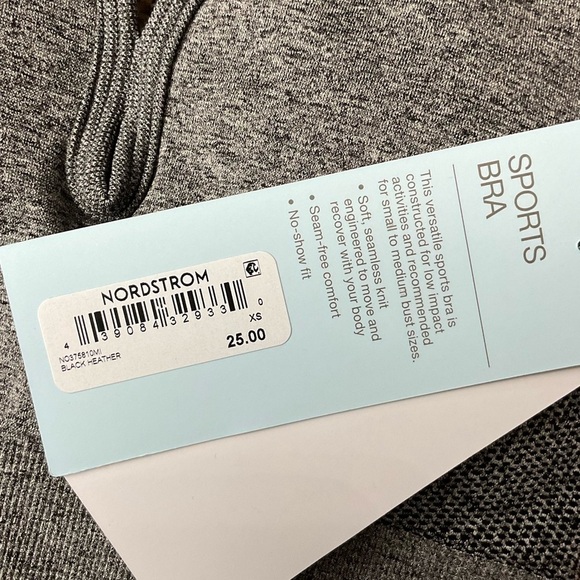 SPORTS
BRA
This versatile sports bra is
constructed for low impact
activities and recommended
for small to medium bust sizes.
• Soft, seamless knit
engineered to move and
recover with your body
• Seam-free comfort
• No-show fit
NORDSTROM
4 39084 32933 0
XS
NO375810MI
BLACK HEATHER
25.00